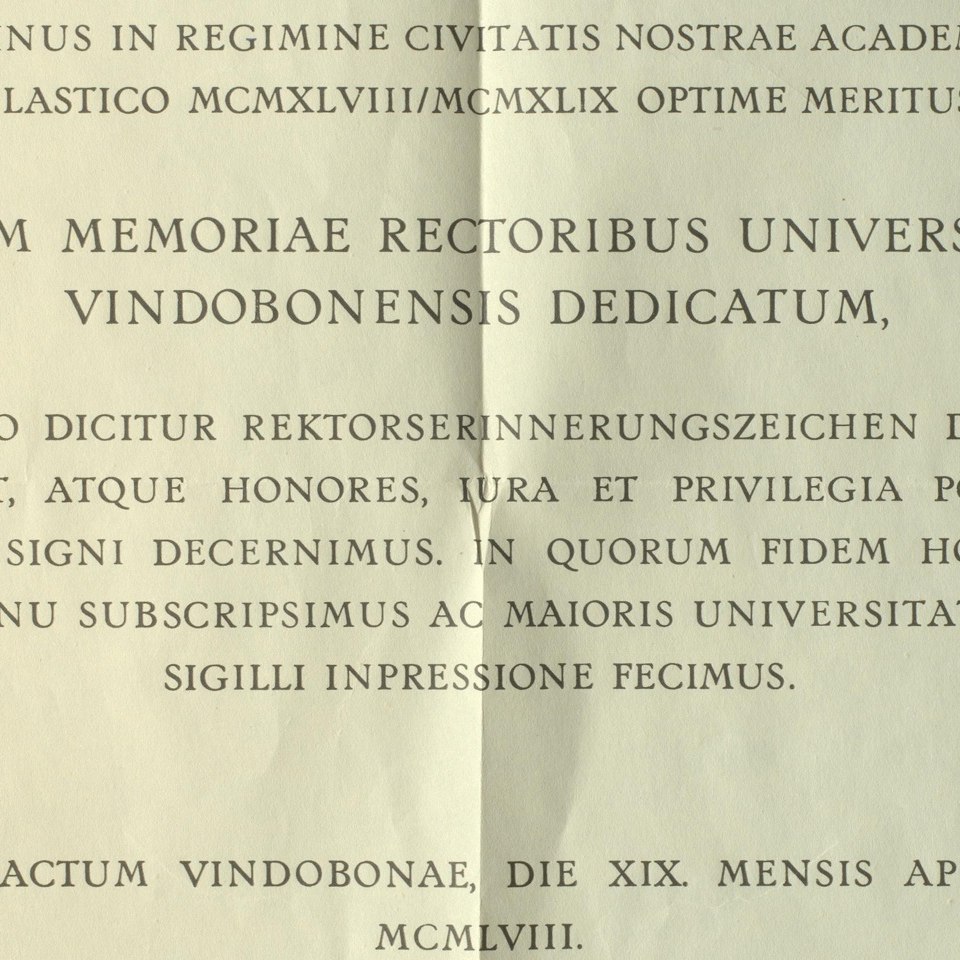 INUS IN REGIMINE CIVITATIS NOSTRAE ACADEM
LASTICO MCMXLVIII/MCMXLIX OPTIME MERITUS
M MEMORIAE RECTORIBUS UNIVERS
VINDOBONENSIS DEDICATUM,
O DICITUR REKTORSERINNERUNGSZEICHEN D
T, ATQUE HONORES, IURA ET PRIVILEGIA PO
SIGNI DECERNIMUS. IN QUORUM FIDEM HO
NU SUBSCRIPSIMUS AC MAIORIS UNIVERSITAT
SIGILLI INPRESSIONE FECIMUS.
ACTUM VINDOBONAE, DIE XIX. MENSIS AP
MCMLVIII.